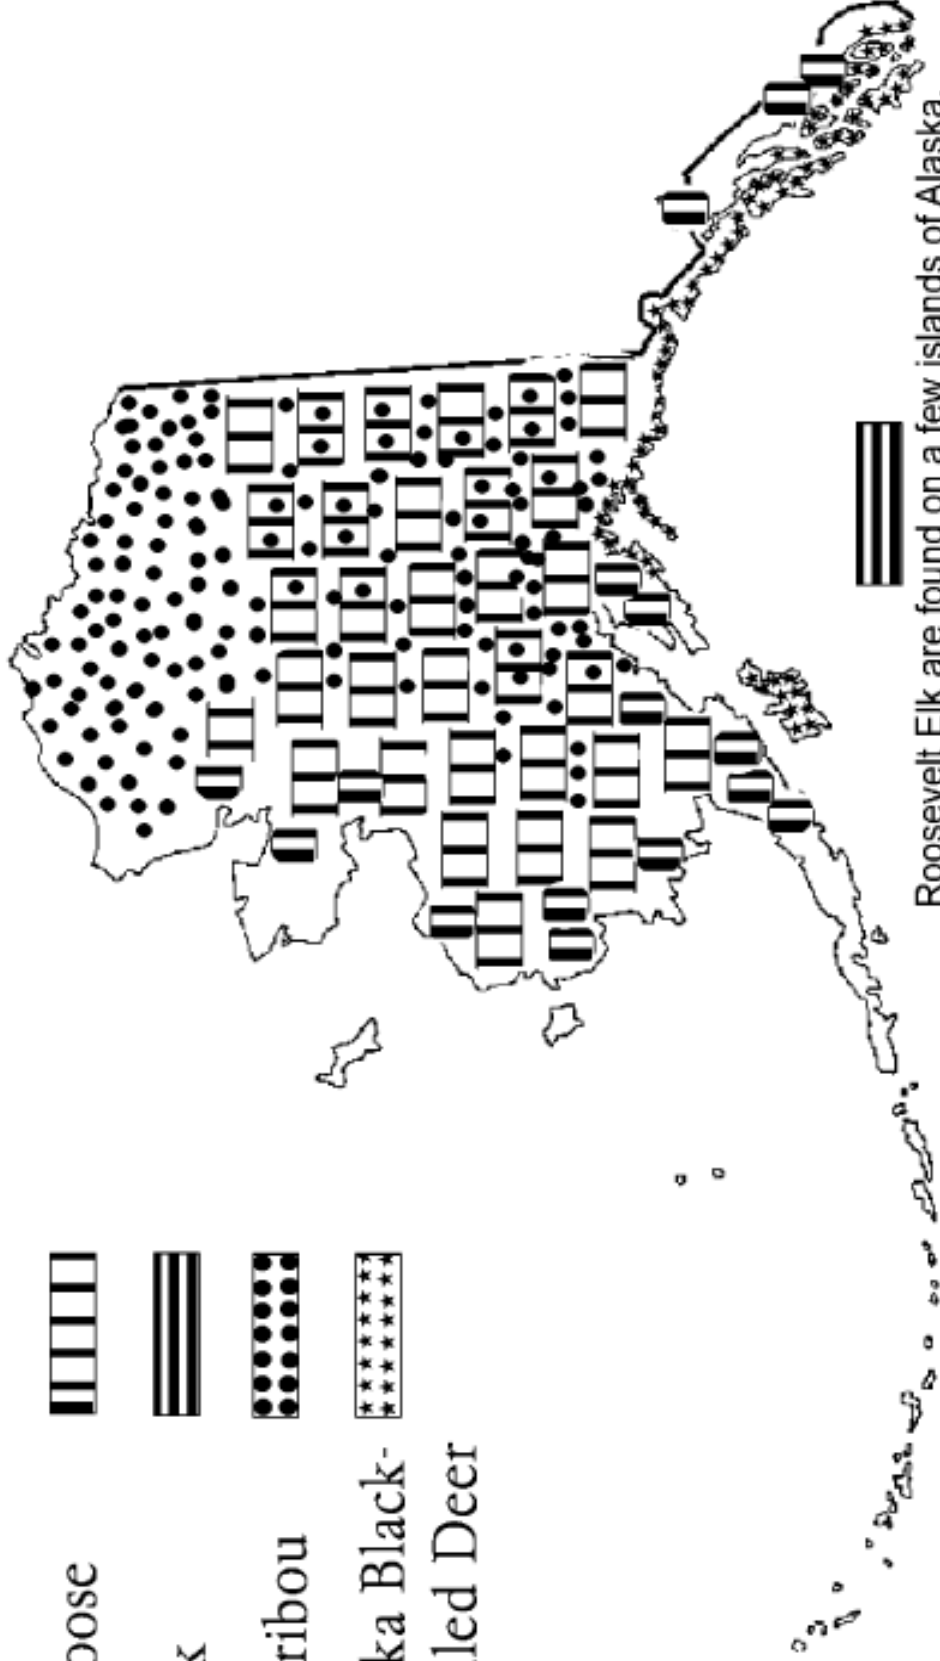 oose
k
ribou
ka Black-
led Deer
Roosevelt Elk are found on a few islands of Alaska.